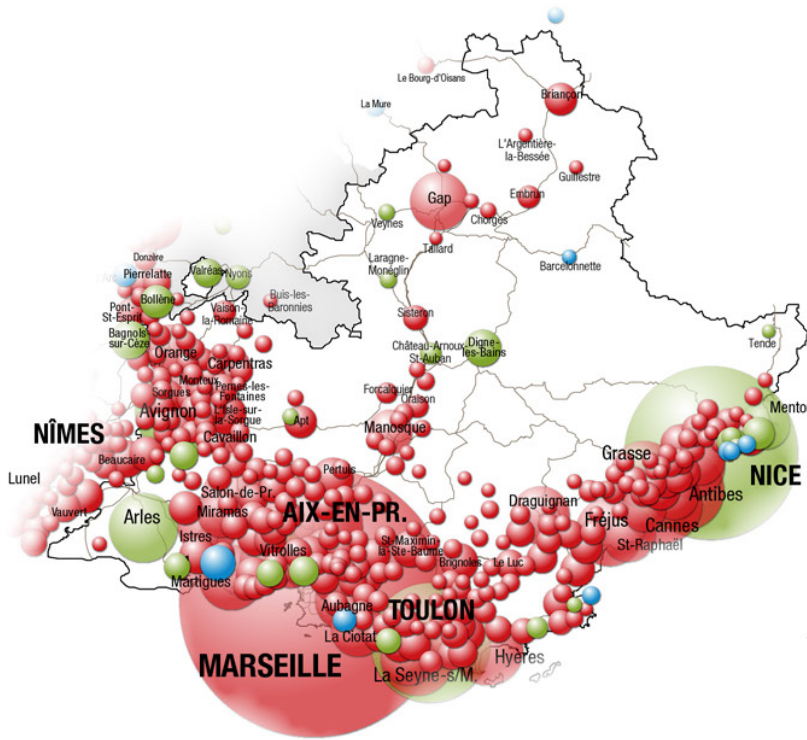 Le Bourg-d'Oisans
Briançon
La Mure
L'Argentière-
la-Bessée
Guillestre
Gap
Embrun
Chorges
Veynes
Tallard
Laragne-
Monéglin
Barcelonnette
Donzère
Pierrelatte
Valréas
Nyons
Bollène
Buis-les-
Baronnies
Pont-
St-Esprit
Vaison-
la-Romaine
Sisteron
Bagnols-
sur-Cèze
Orange
Carpentras
Château-Arnoux
St-Auban
Digne-
les-Bains
Tende
Monteux
Sorgues
Pernes-les-
Fontaines
Forcalquier
Oraison
Avignon
L'Isle-sur-
la-Sorgue
Apt
Manosque
Mento
NÎMES
Cavaillon
Grasse
Beaucaire
Pertuis
NICE
Lunel
Salon-de-Pr.
Antibes
Vauvert
Arles
Miramas
AIX-EN-PR.
Draguignan
Fréjus
Cannes
Istres
St-Maximin-
la-Ste-Baume
St-Raphaël
Vitrolles
Brignoles
Le Luc
Martigues
Aubagne
TOULON
La Ciotat
MARSEILLE
Hyères
La Seyne-s/M.